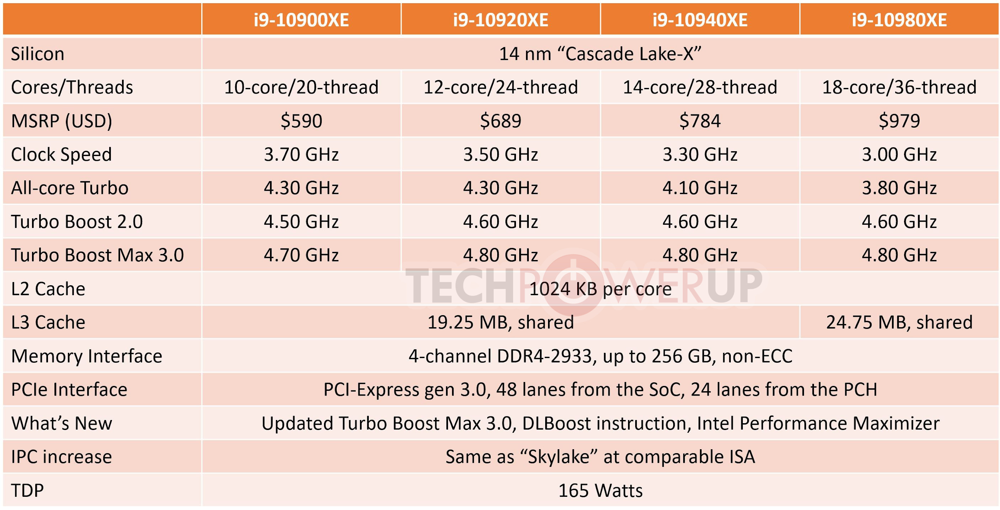 i9-10900XE i9-10920XE i9-10940XE i9-10980XE
Silicon 14 nm “Cascade Lake-X”
Cores/Threads 10-core/20-thread 12-core/24-thread 14-core/28-thread 18-core/36-thread
MSRP (USD) $590 $689 $784 $979
Clock Speed 3.70 GHz 3.50 GHz 3.30 GHz 3.00 GHz
All-core Turbo 4.30 GHz 4.30 GHz 4.10 GHz 3.80 GHz
Turbo Boost 2.0 4.50 GHz 4.60 GHz 4.60 GHz 4.60 GHz
Turbo Boost Max 3.0 4.70 GHz 4.80 GHz 4.80 GHz 4.80 GHz
L2 Cache 1024 KB per core
TECHPOWERUP
L3 Cache 19.25 MB, shared 24.75 MB, shared
Memory Interface 4-channel DDR4-2933, up to 256 GB, non-ECC
PCIe Interface PCI-Express gen 3.0, 48 lanes from the SoC, 24 lanes from the PCH
What’s New Updated Turbo Boost Max 3.0, DLBoost instruction, Intel Performance Maximizer
IPC increase Same as “Skylake” at comparable ISA
TDP 165 Watts